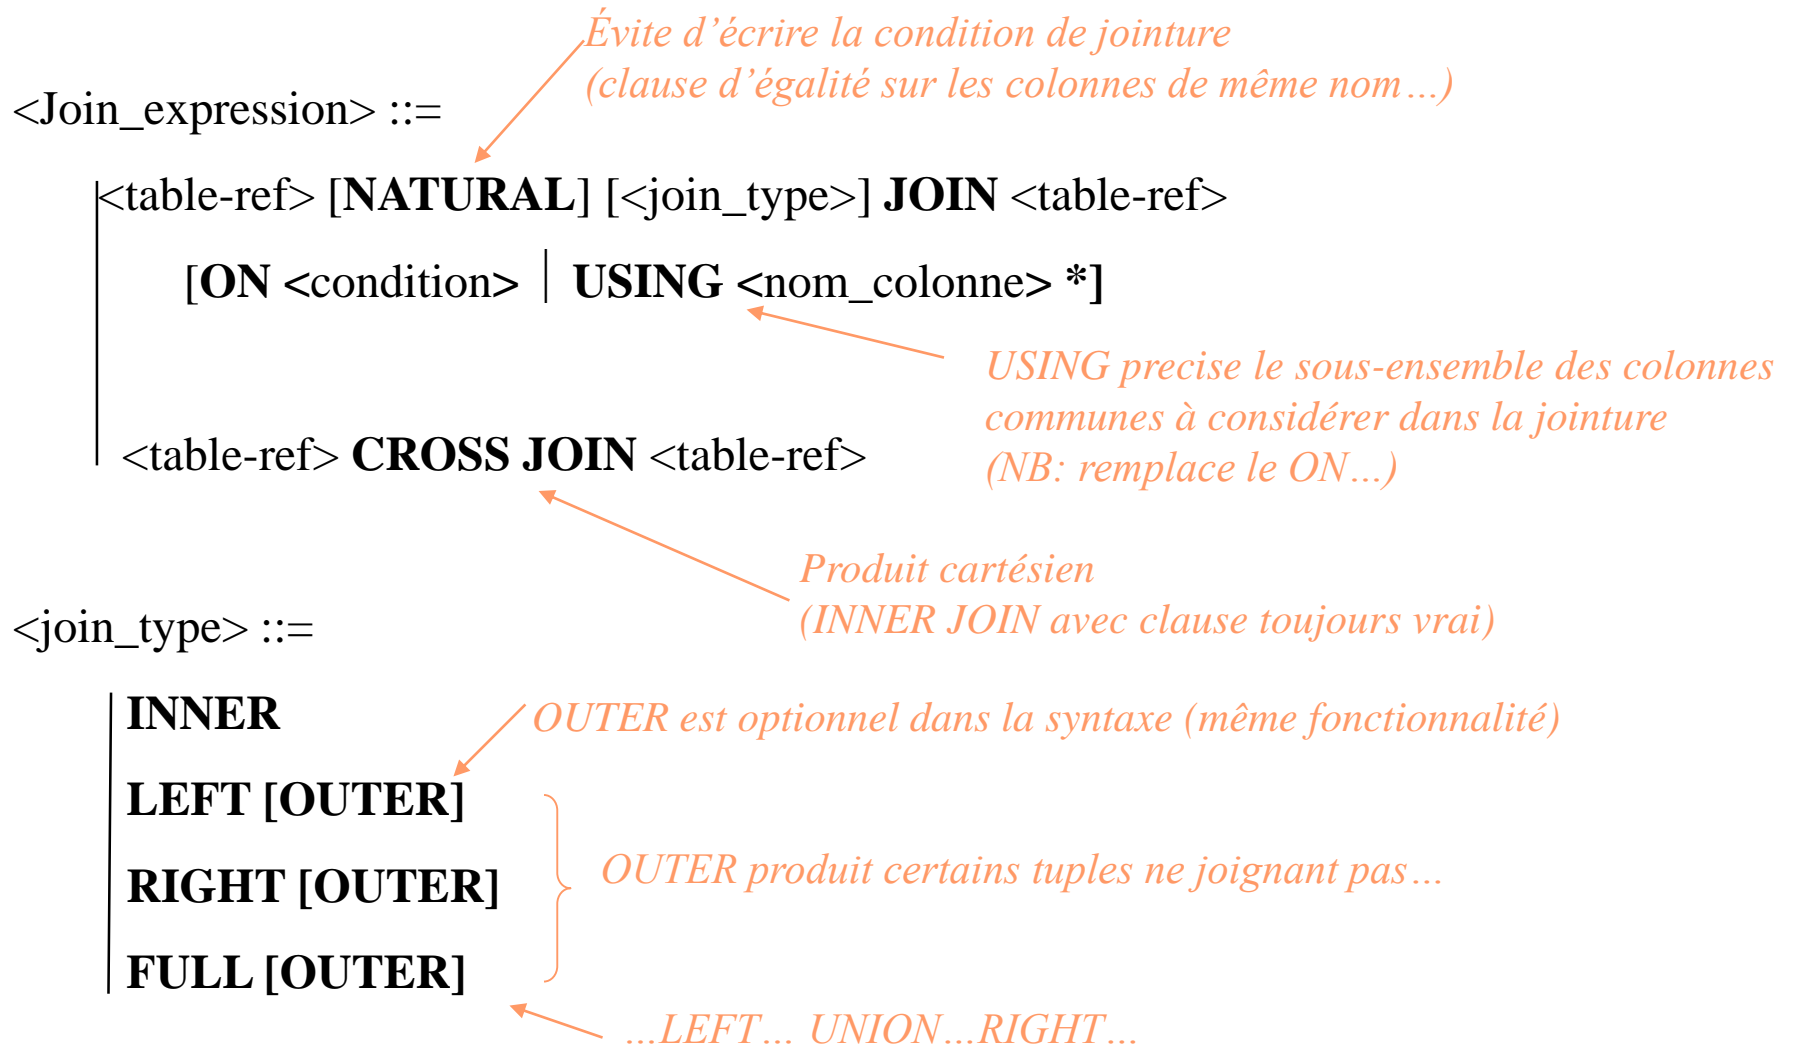 Évite d’écrire la condition de jointure
(clause d’égalité sur les colonnes de même nom…)
<Join_expression> ::=
<table-ref> [NATURAL] [<join_type>] JOIN <table-ref>
[ON <condition> | USING <nom_colonne> *]
USING precise le sous-ensemble des colonnes
communes à considérer dans la jointure
(NB: remplace le ON…)
<table-ref> CROSS JOIN <table-ref>
Produit cartésien
(INNER JOIN avec clause toujours vrai)
<join_type> ::=
INNER
OUTER est optionnel dans la syntaxe (même fonctionnalité)
LEFT [OUTER]
RIGHT [OUTER]
OUTER produit certains tuples ne joignant pas…
FULL [OUTER]
…LEFT… UNION…RIGHT…